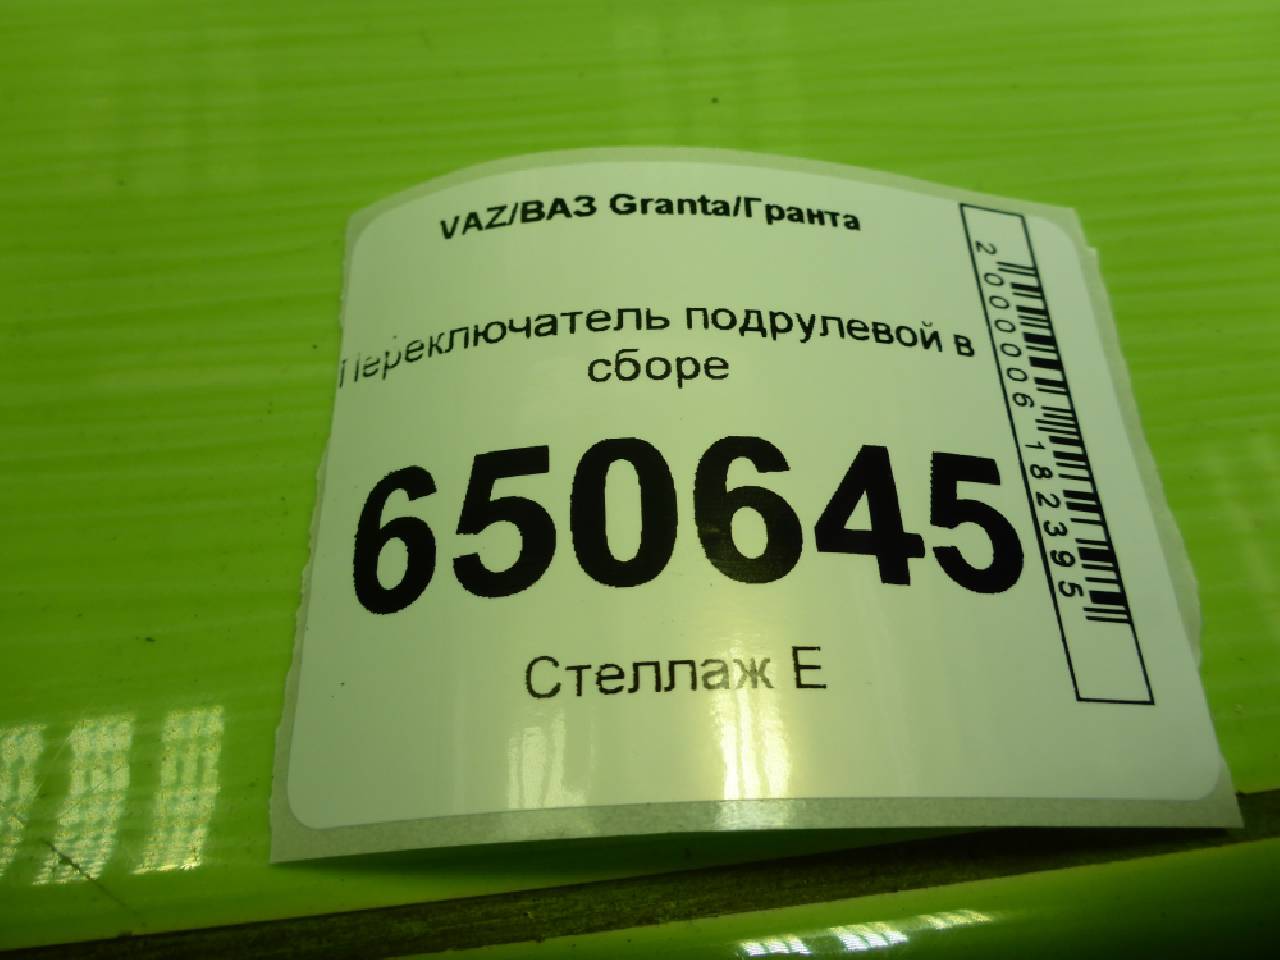 VAZ/ВАЗ Granta/Гранта
Переключатель подрулевой в
сборе
650645
Стеллаж Е
2000006182395